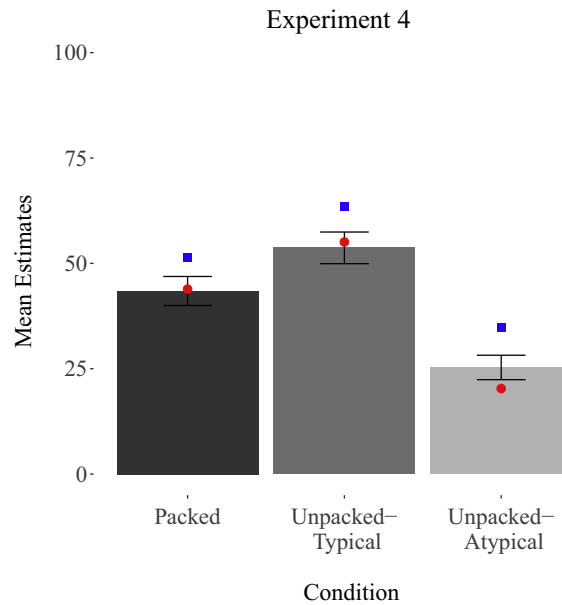 Experiment 4
100
75
50
25
0
Mean Estimates
Packed
Unpacked−
Typical
Unpacked−
Atypical
Condition